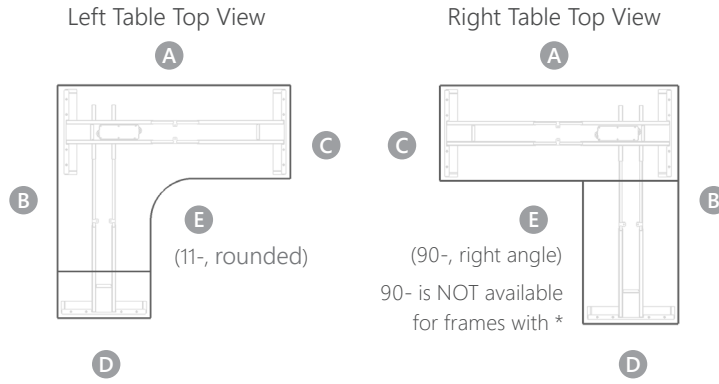 Left Table Top View
A
C
B
E
(11-, rounded)
D
Right Table Top View
A
C
B
E
(90-, right angle)
90- is NOT available
for frames with *
D